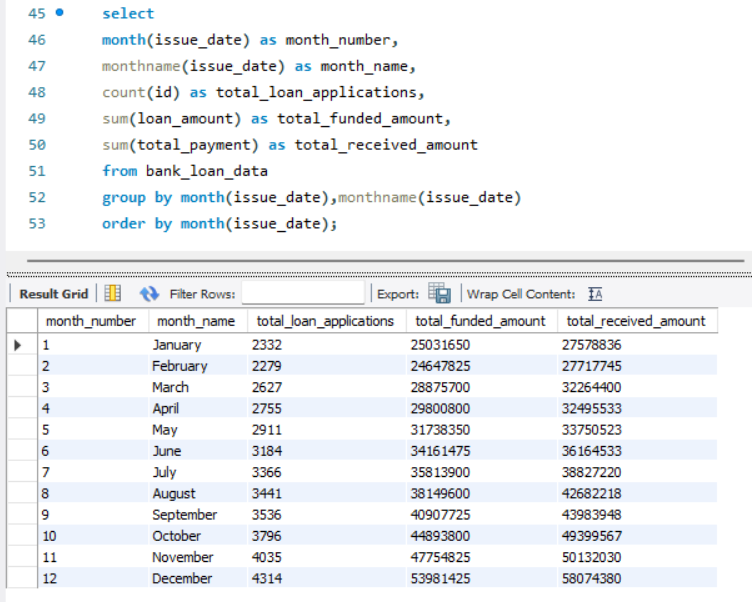 45 select
46 month(issue_date) as month_number,
47 monthname(issue_date) as month_name,
48 count(id) as total_loan_applications,
49 sum(loan_amount) as total_funded_amount,
50 sum(total_payment) as total_received_amount
51 from bank_loan_data
52 group by month(issue_date),monthname(issue_date)
53 order by month(issue_date);
Result Grid Filter Rows: Export: Wrap Cell Content: IA
month_number month_name total_loan_applications total_funded_amount total_received_amount
1 January 2332 25031650 27578836
2 February 2279 24647825 27717745
3 March 2627 28875700 32264400
4 April 2755 29800800 32495533
5 May 2911 31738350 33750523
6 June 3184 34161475 36164533
7 July 3366 35813900 38827220
8 August 3441 38149600 42682218
9 September 3536 40907725 43983948
10 October 3796 44893800 49399567
11 November 4035 47754825 50132030
12 December 4314 53981425 58074380